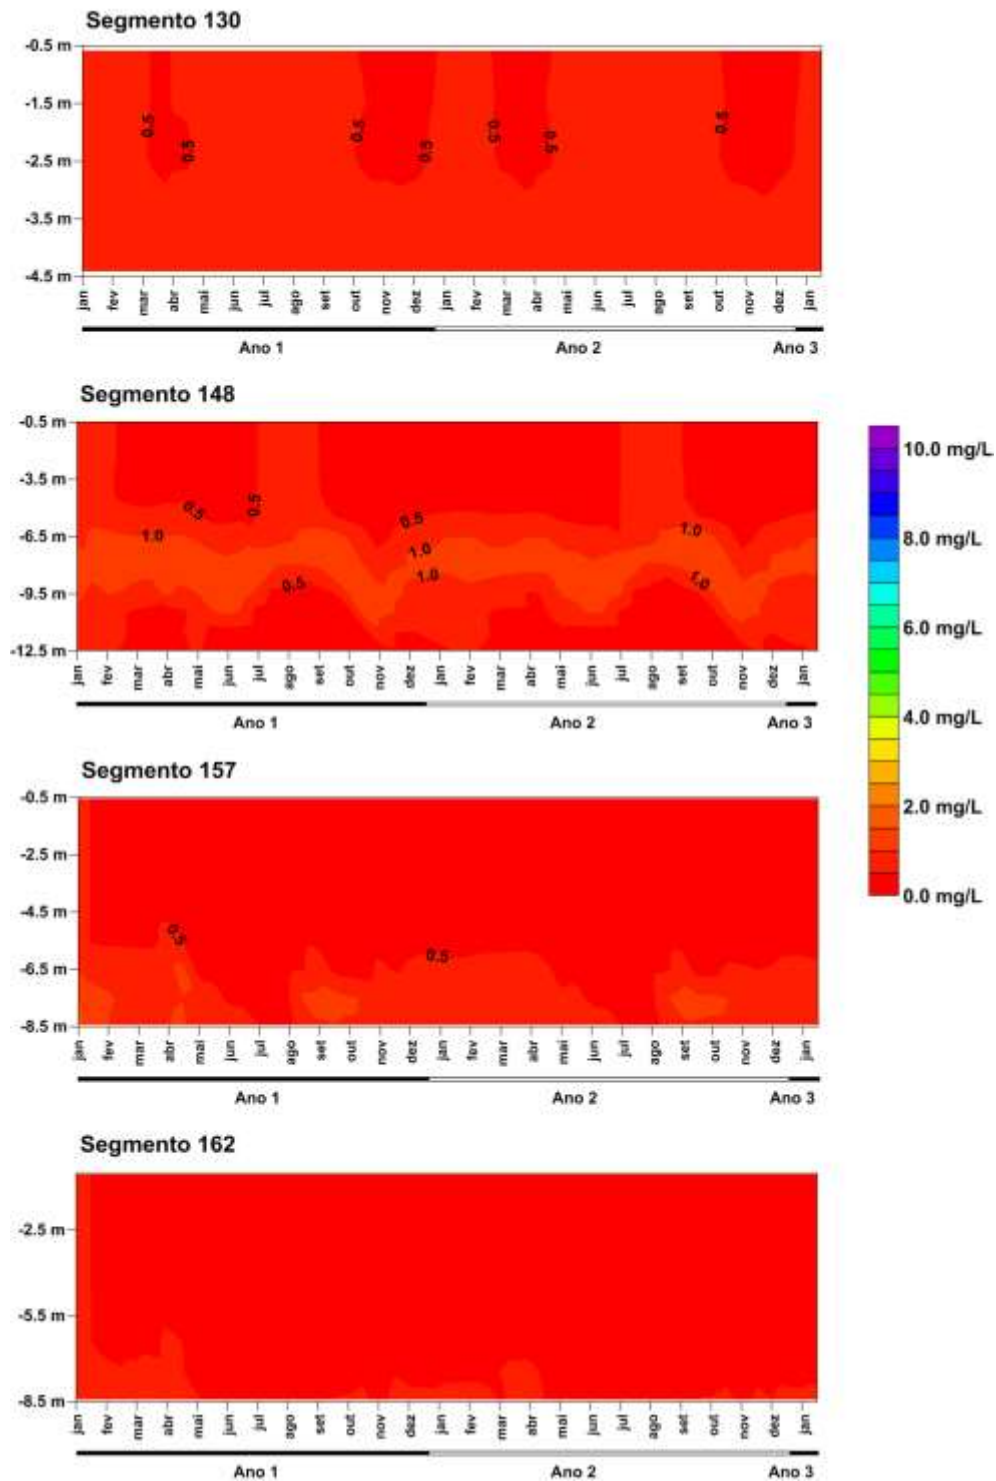 Segmento 130
-0.5 m
-1.5 m
-2.5 m
-3.5 m
-4.5 m
0.5
0.5
0.5
0.5
0.5
0.5
0.5
jan fev mar abr mai jun jul ago set out nov dez jan fev mar abr mai jun jul ago set out nov dez jan
Ano 1 Ano 2 Ano 3
Segmento 148
-0.5 m
-3.5 m
-6.5 m
-9.5 m
-12.5 m
0.5
0.5
0.5
1.0
1.0
1.0
1.0
0.5
1.0
jan fev mar abr mai jun jul ago set out nov dez jan fev mar abr mai jun jul ago set out nov dez jan
Ano 1 Ano 2 Ano 3
10.0 mg/L
8.0 mg/L
6.0 mg/L
4.0 mg/L
2.0 mg/L
0.0 mg/L
Segmento 157
-0.5 m
-2.5 m
-4.5 m
-6.5 m
-8.5 m
0.5
0.5
jan fev mar abr mai jun jul ago set out nov dez jan fev mar abr mai jun jul ago set out nov dez jan
Ano 1 Ano 2 Ano 3
Segmento 162
-2.5 m
-5.5 m
-8.5 m
jan fev mar abr mai jun jul ago set out nov dez jan fev mar abr mai jun jul ago set out nov dez jan
Ano 1 Ano 2 Ano 3